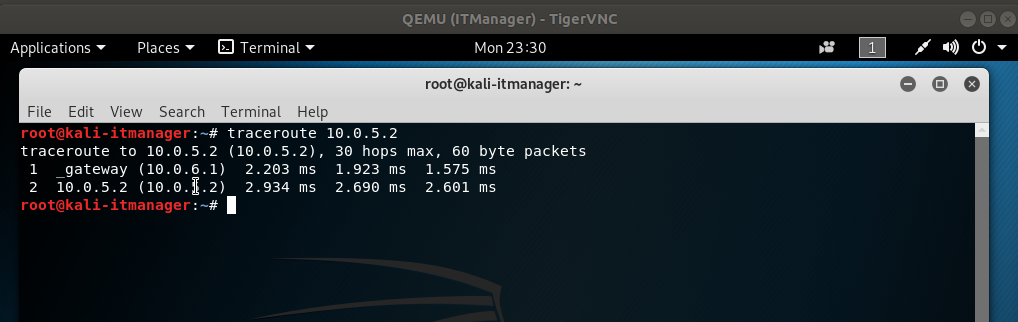 QEMU (ITManager) - TigerVNC
Applications Places Terminal Mon 23:30 1
root@kali-itmanager: ~
File Edit View Search Terminal Help
root@kali-itmanager:~# traceroute 10.0.5.2
traceroute to 10.0.5.2 (10.0.5.2), 30 hops max, 60 byte packets
1 _gateway (10.0.6.1) 2.203 ms 1.923 ms 1.575 ms
2 10.0.5.2 (10.0.5.2) 2.934 ms 2.690 ms 2.601 ms
root@kali-itmanager:~#